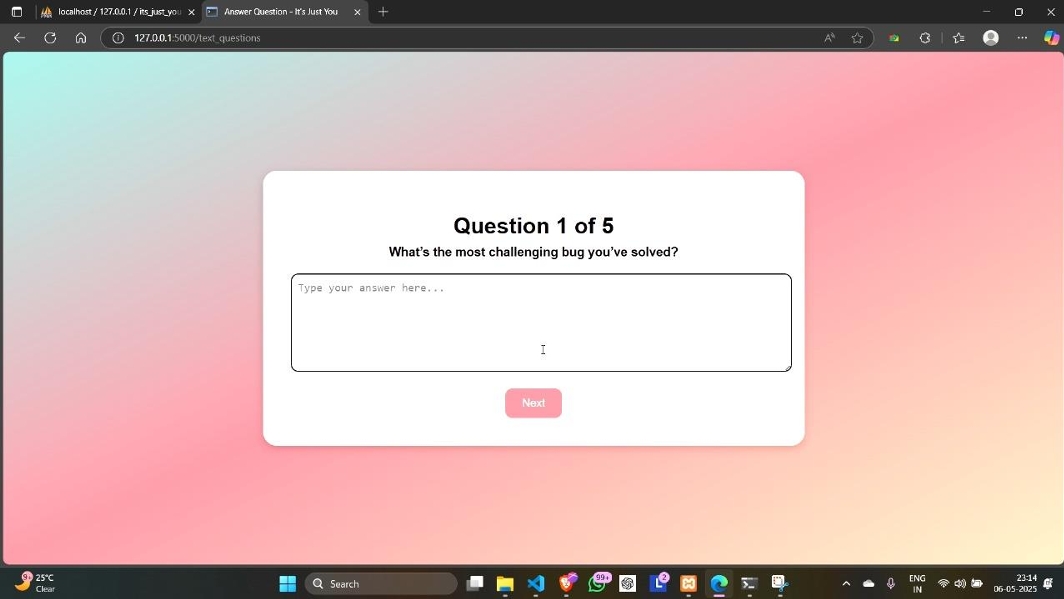 localhost / 127.0.0.1 / its_just_you
Answer Question - It's Just You
127.0.0.1:5000/text_questions
Question 1 of 5
What's the most challenging bug you've solved?
Type your answer here...
Next
9+
25°C
Clear
Search
99+
2
ENG
IN
23:14
06-05-2025